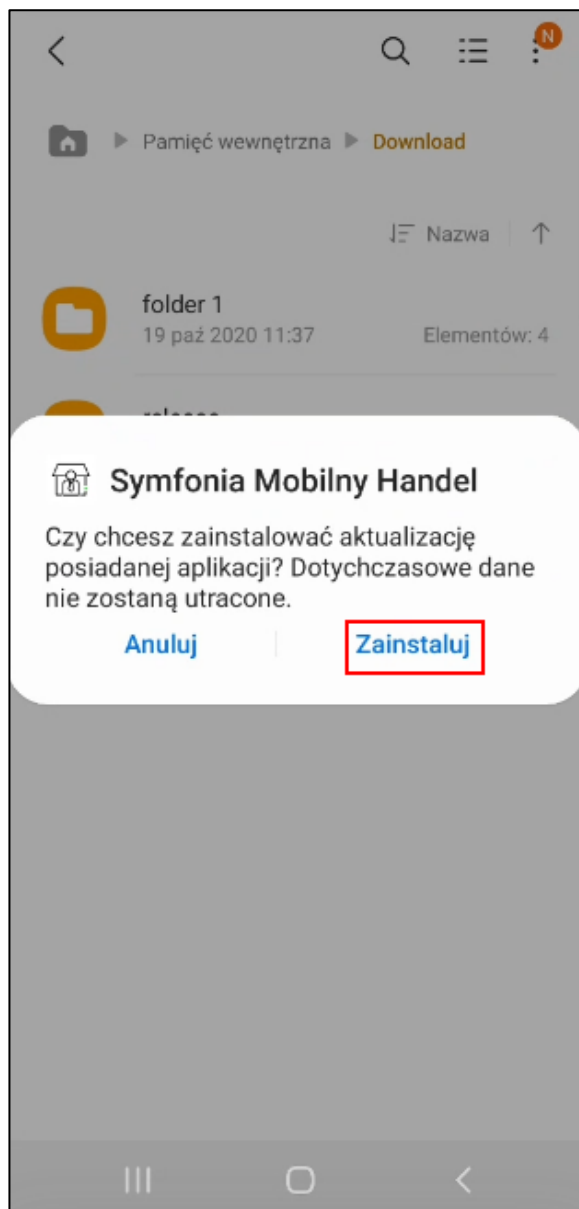 N
Pamięć wewnętrzna Download
Nazwa
folder 1
19 paź 2020 11:37 Elementów: 4
Symfonia Mobilny Handel
Czy chcesz zainstalować aktualizację
posiadanej aplikacji? Dotychczasowe dane
nie zostaną utracone.
Anuluj Zainstaluj